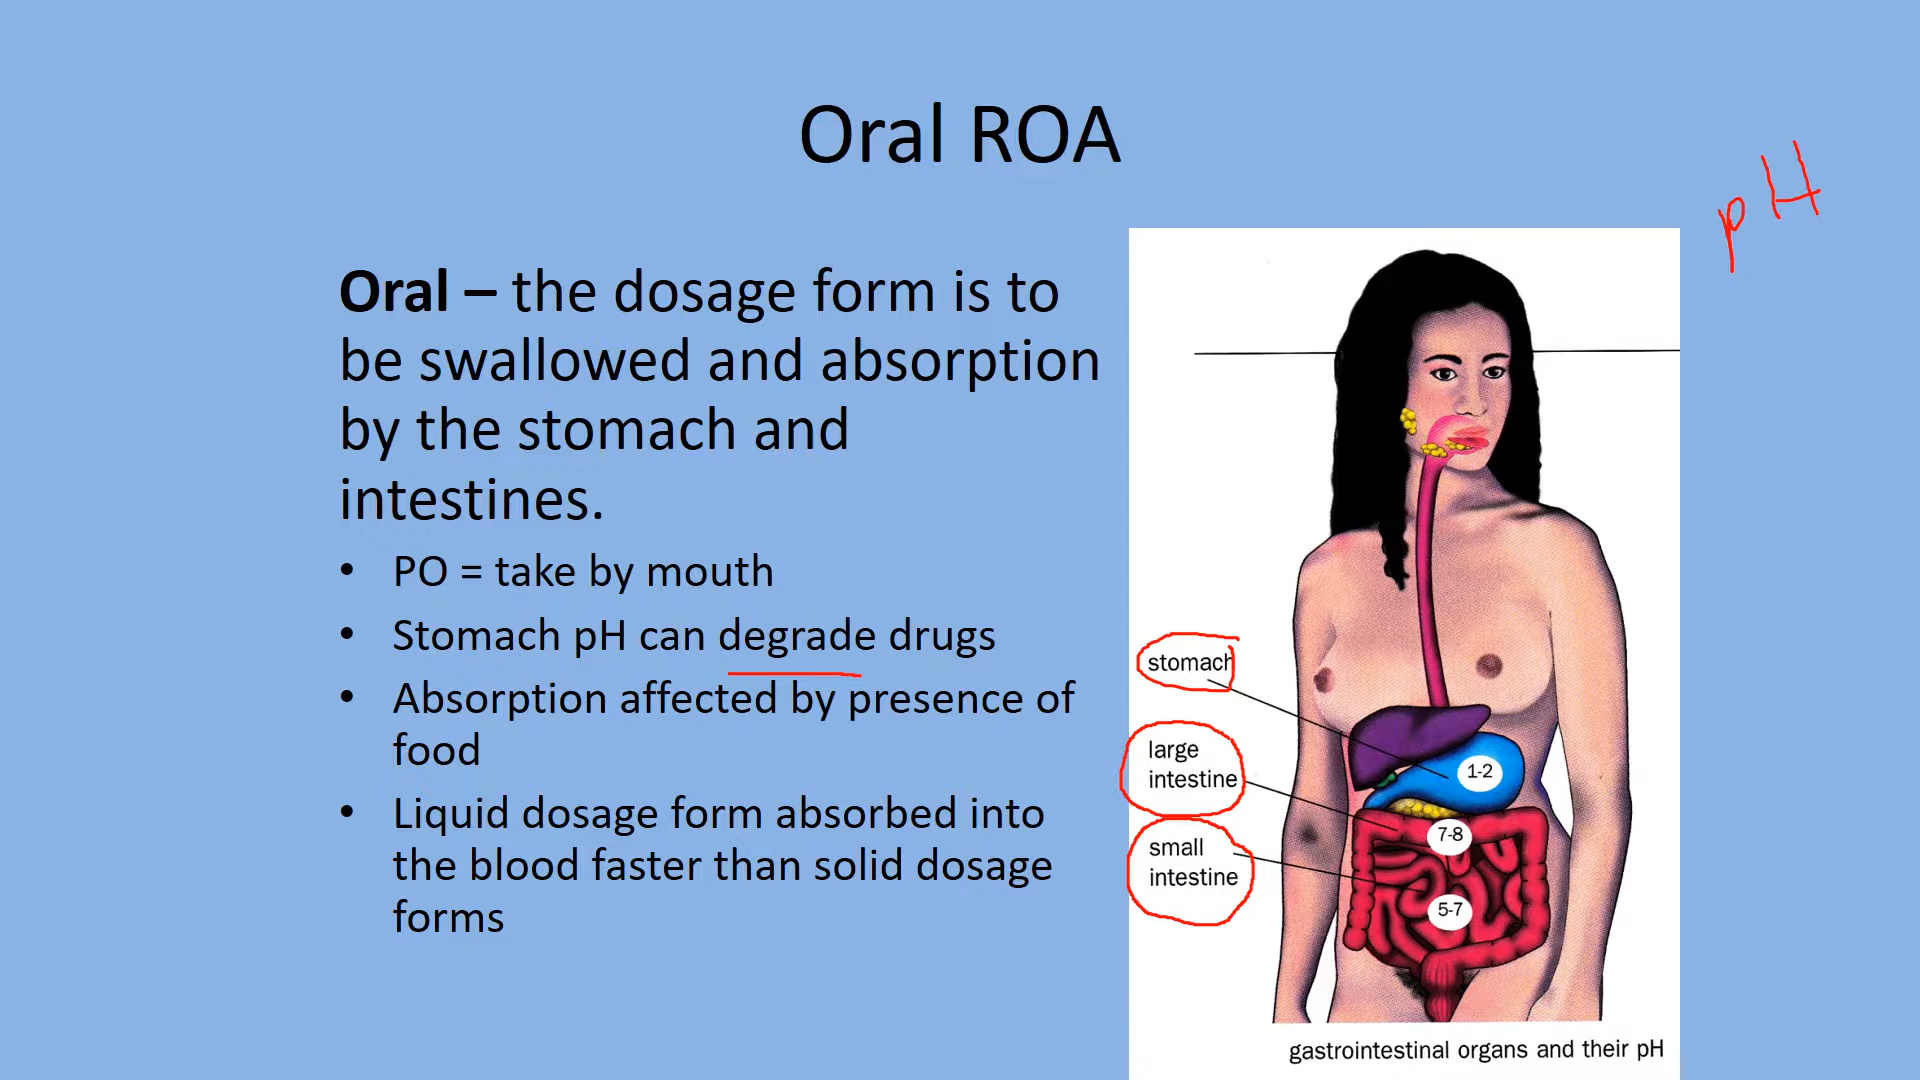 Oral ROA
pH
Oral – the dosage form is to
be swallowed and absorption
by the stomach and
intestines.
• PO = take by mouth
• Stomach pH can degrade drugs
• Absorption affected by presence of
food
• Liquid dosage form absorbed into
the blood faster than solid dosage
forms
stomach
large
intestine
small
intestine
1-2
7-8
5-7
gastrointestinal organs and their pH